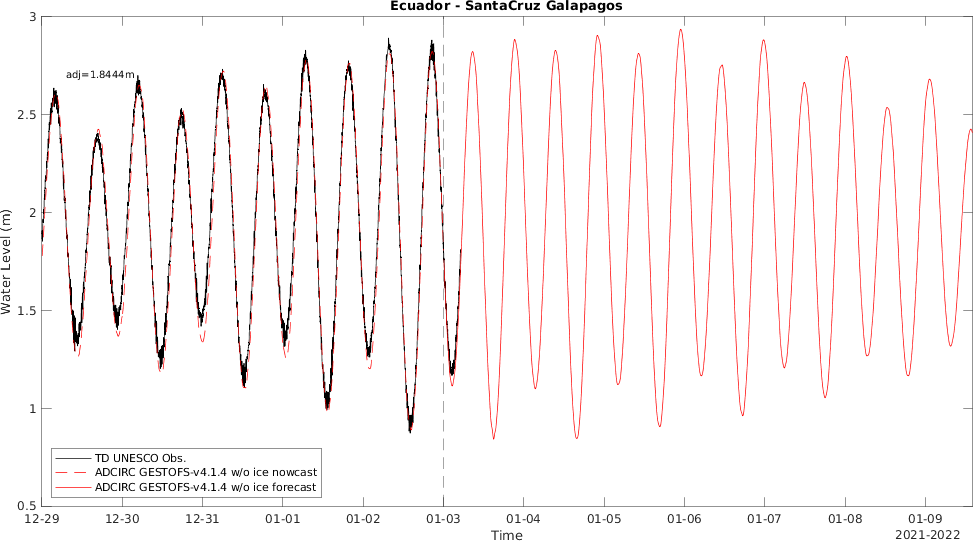 Ecuador - SantaCruz Galapagos
3
adj=1.8444m
2.5
2
Water Level (m)
1.5
1
TD UNESCO Obs.
ADCIRC GESTOFS-v4.1.4 w/o ice nowcast
ADCIRC GESTOFS-v4.1.4 w/o ice forecast
0.5
12-29 12-30 12-31 01-01 01-02 01-03 01-04 01-05 01-06 01-07 01-08 01-09
Time
2021-2022